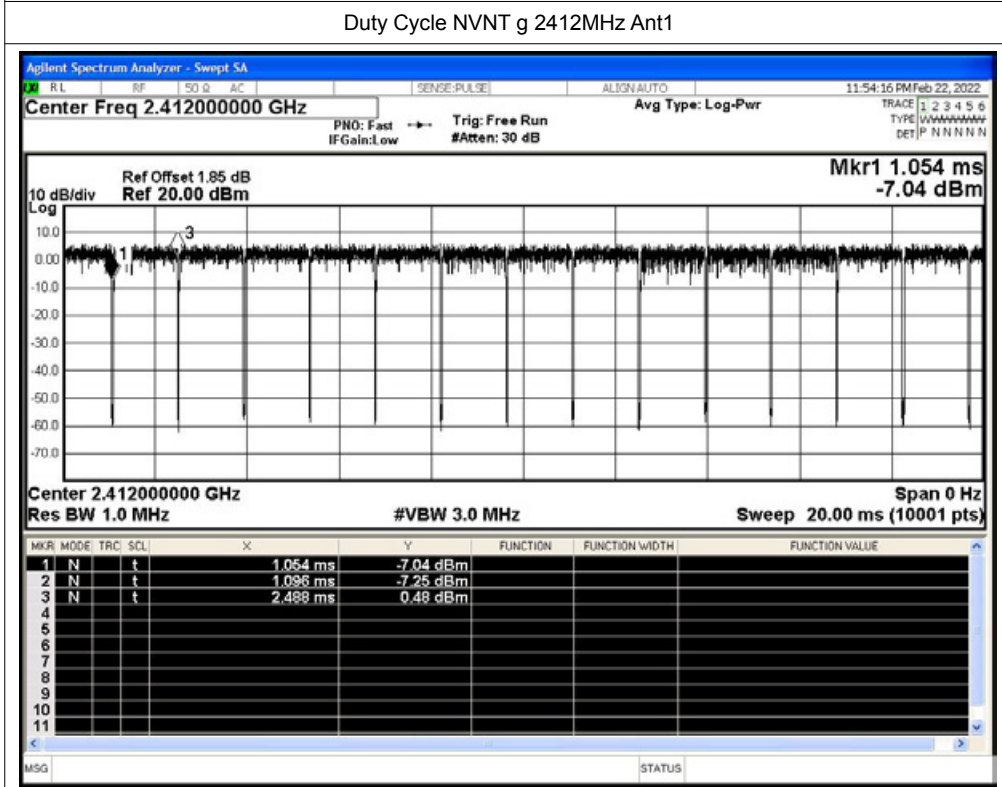 Duty Cycle NVNT g 2412MHz Ant1
Agilent Spectrum Analyzer - Swept SA
RL RF 50 Ω AC SENSE:PULSE ALIGN AUTO 11:54:16 PM Feb 22, 2022
Center Freq 2.412000000 GHz Avg Type: Log-Pwr TRACE 1 2 3 4 5 6
PNO: Fast Trig: Free Run TYPE
IFGain:Low #Atten: 30 dB DET P N N N N N
Mkr1 1.054 ms
Ref Offset 1.85 dB
10 dB/div Ref 20.00 dBm -7.04 dBm
Log
10.0
3
1
0.00
-10.0
-20.0
-30.0
-40.0
-50.0
-60.0
-70.0
Center 2.412000000 GHz Span 0 Hz
Res BW 1.0 MHz #VBW 3.0 MHz Sweep 20.00 ms (10001 pts)
MKR MODE TRC SCL X Y FUNCTION FUNCTION WIDTH FUNCTION VALUE
1 N t 1.054 ms -7.04 dBm
2 N t 1.096 ms -7.25 dBm
3 N t 2.488 ms 0.48 dBm
4
5
6
7
8
9
10
11
MSG STATUS